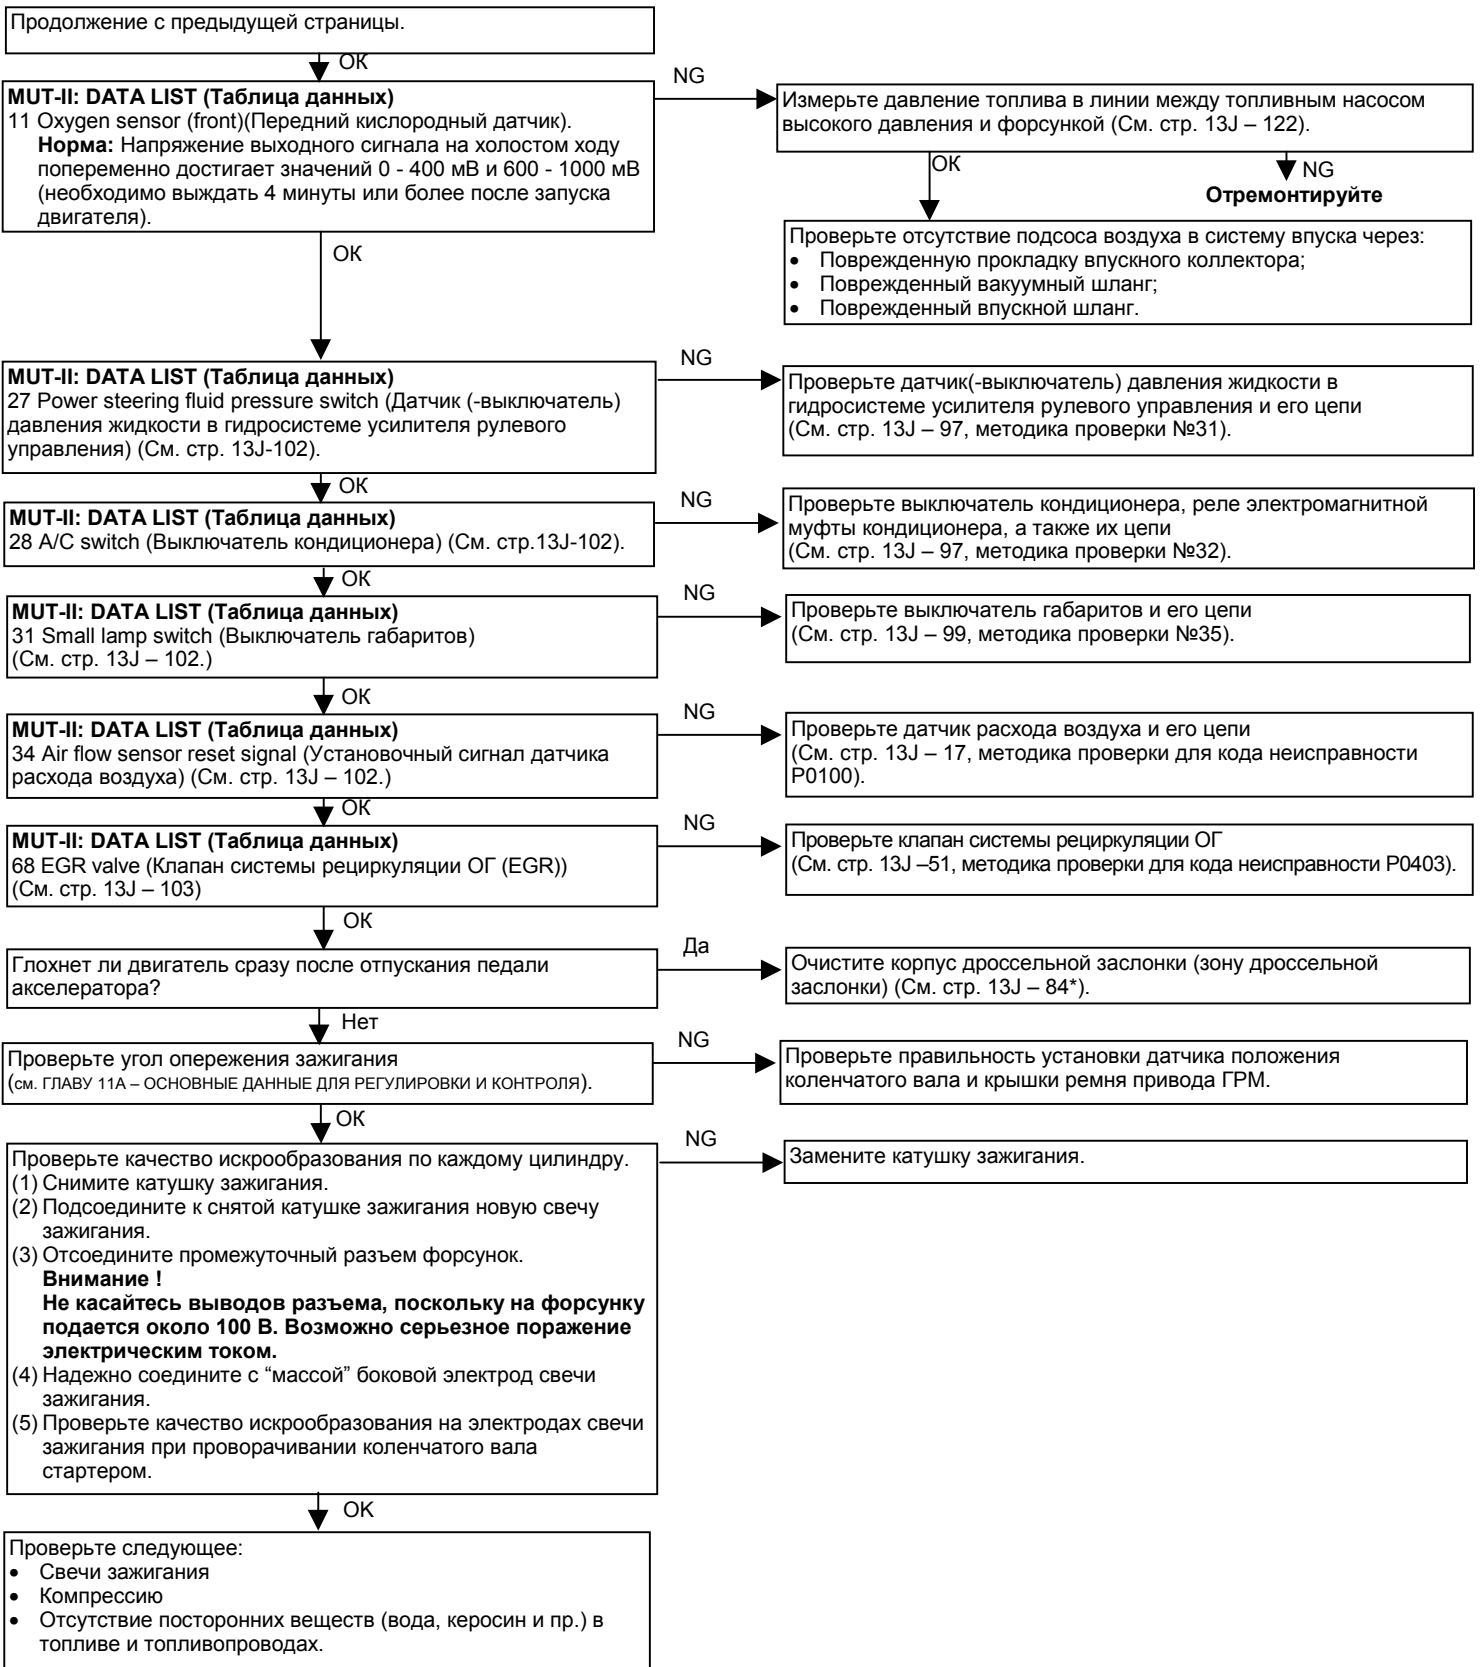 Продолжение с предыдущей страницы.
ОК
MUT-II: DATA LIST (Таблица данных)
11 Oxygen sensor (front)(Передний кислородный датчик).
Норма: Напряжение выходного сигнала на холостом ходу
попеременно достигает значений 0 - 400 мВ и 600 - 1000 мВ
(необходимо выждать 4 минуты или более после запуска
двигателя).
NG
Измерьте давление топлива в линии между топливным насосом
высокого давления и форсункой (См. стр. 13J – 122).
ОК
NG
Отремонтируйте
Проверьте отсутствие подсоса воздуха в систему впуска через:
• Поврежденную прокладку впускного коллектора;
• Поврежденный вакуумный шланг;
• Поврежденный впускной шланг.
ОК
MUT-II: DATA LIST (Таблица данных)
27 Power steering fluid pressure switch (Датчик (-выключатель)
давления жидкости в гидросистеме усилителя рулевого
управления) (См. стр. 13J-102).
NG
Проверьте датчик(-выключатель) давления жидкости в
гидросистеме усилителя рулевого управления и его цепи
(См. стр. 13J – 97, методика проверки №31).
ОК
MUT-II: DATA LIST (Таблица данных)
28 A/C switch (Выключатель кондиционера) (См. стр.13J-102).
NG
Проверьте выключатель кондиционера, реле электромагнитной
муфты кондиционера, а также их цепи
(См. стр. 13J – 97, методика проверки №32).
ОК
MUT-II: DATA LIST (Таблица данных)
31 Small lamp switch (Выключатель габаритов)
(См. стр. 13J – 102.)
NG
Проверьте выключатель габаритов и его цепи
(См. стр. 13J – 99, методика проверки №35).
ОК
MUT-II: DATA LIST (Таблица данных)
34 Air flow sensor reset signal (Установочный сигнал датчика
расхода воздуха) (См. стр. 13J – 102.)
NG
Проверьте датчик расхода воздуха и его цепи
(См. стр. 13J – 17, методика проверки для кода неисправности
P0100).
ОК
MUT-II: DATA LIST (Таблица данных)
68 EGR valve (Клапан системы рециркуляции ОГ (EGR))
(См. стр. 13J – 103)
NG
Проверьте клапан системы рециркуляции ОГ
(См. стр. 13J –51, методика проверки для кода неисправности P0403).
ОК
Глохнет ли двигатель сразу после отпускания педали
акселератора?
Да
Очистите корпус дроссельной заслонки (зону дроссельной
заслонки) (См. стр. 13J – 84*).
Нет
Проверьте угол опережения зажигания
(см. ГЛАВУ 11А – ОСНОВНЫЕ ДАННЫЕ ДЛЯ РЕГУЛИРОВКИ И КОНТРОЛЯ).
NG
Проверьте правильность установки датчика положения
коленчатого вала и крышки ремня привода ГРМ.
ОК
Проверьте качество искрообразования по каждому цилиндру.
(1) Снимите катушку зажигания.
(2) Подсоедините к снятой катушке зажигания новую свечу
зажигания.
(3) Отсоедините промежуточный разъем форсунок.
Внимание !
Не касайтесь выводов разъема, поскольку на форсунку
подается около 100 В. Возможно серьезное поражение
электрическим током.
(4) Надежно соедините с “массой” боковой электрод свечи
зажигания.
(5) Проверьте качество искрообразования на электродах свечи
зажигания при проворачивании коленчатого вала
стартером.
NG
Замените катушку зажигания.
OK
Проверьте следующее:
• Свечи зажигания
• Компрессию
• Отсутствие посторонних веществ (вода, керосин и пр.) в
топливе и топливопроводах.